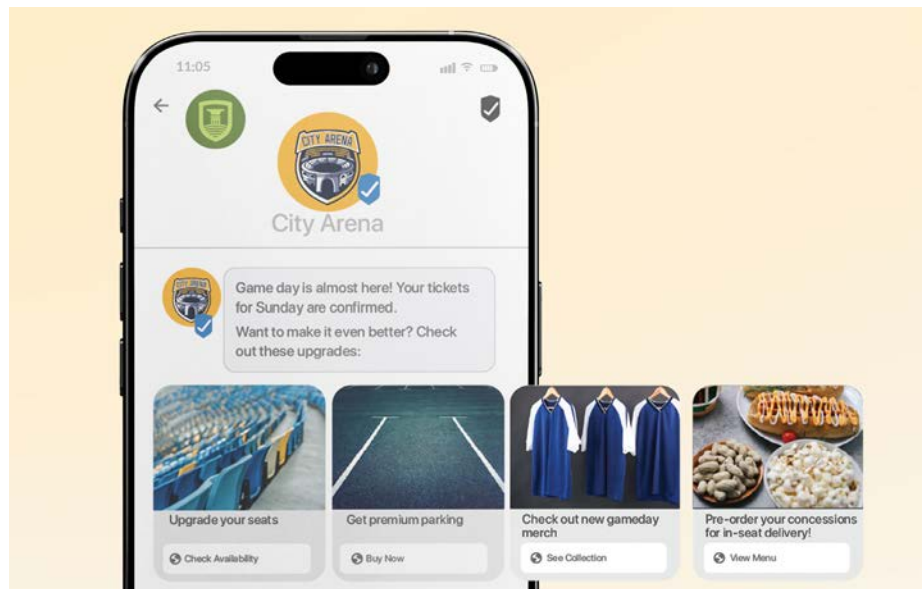 11:05
CITY ARENA
City Arena
CITY ARENA
Game day is almost here! Your tickets
for Sunday are confirmed.
Want to make it even better? Check
out these upgrades:
Upgrade your seats
Get premium parking
Check out new gameday
merch
Pre-order your concessions
for in-seat delivery!
Check Availability
Buy Now
See Collection
View Menu